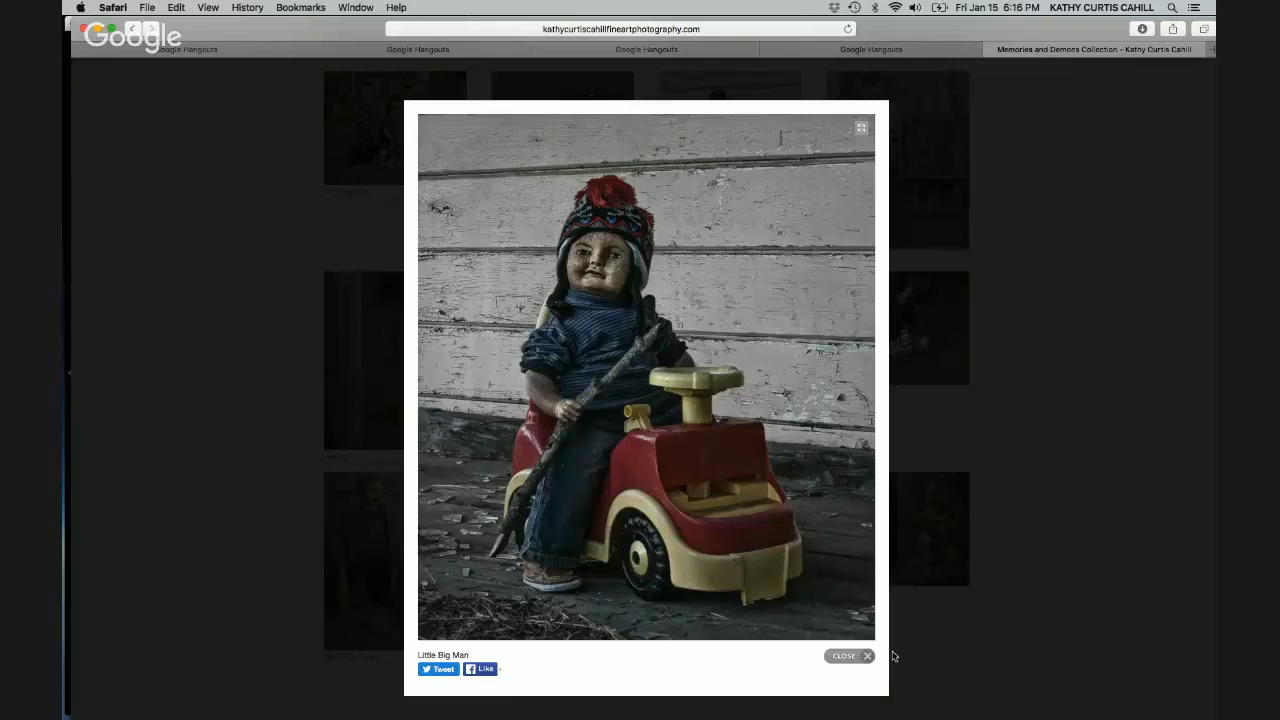 Safari File Edit View History Bookmarks Window Help Fri Jan 15 6:16 PM KATHY CURTIS CAHILL
Google
kathycurtiscahillfineartphotography.com
Google Hangouts Google Hangouts Google Hangouts Google Hangouts Memories and Demons Collection – Kathy Curtis Cahill
Little Big Man
CLOSE
Tweet Like